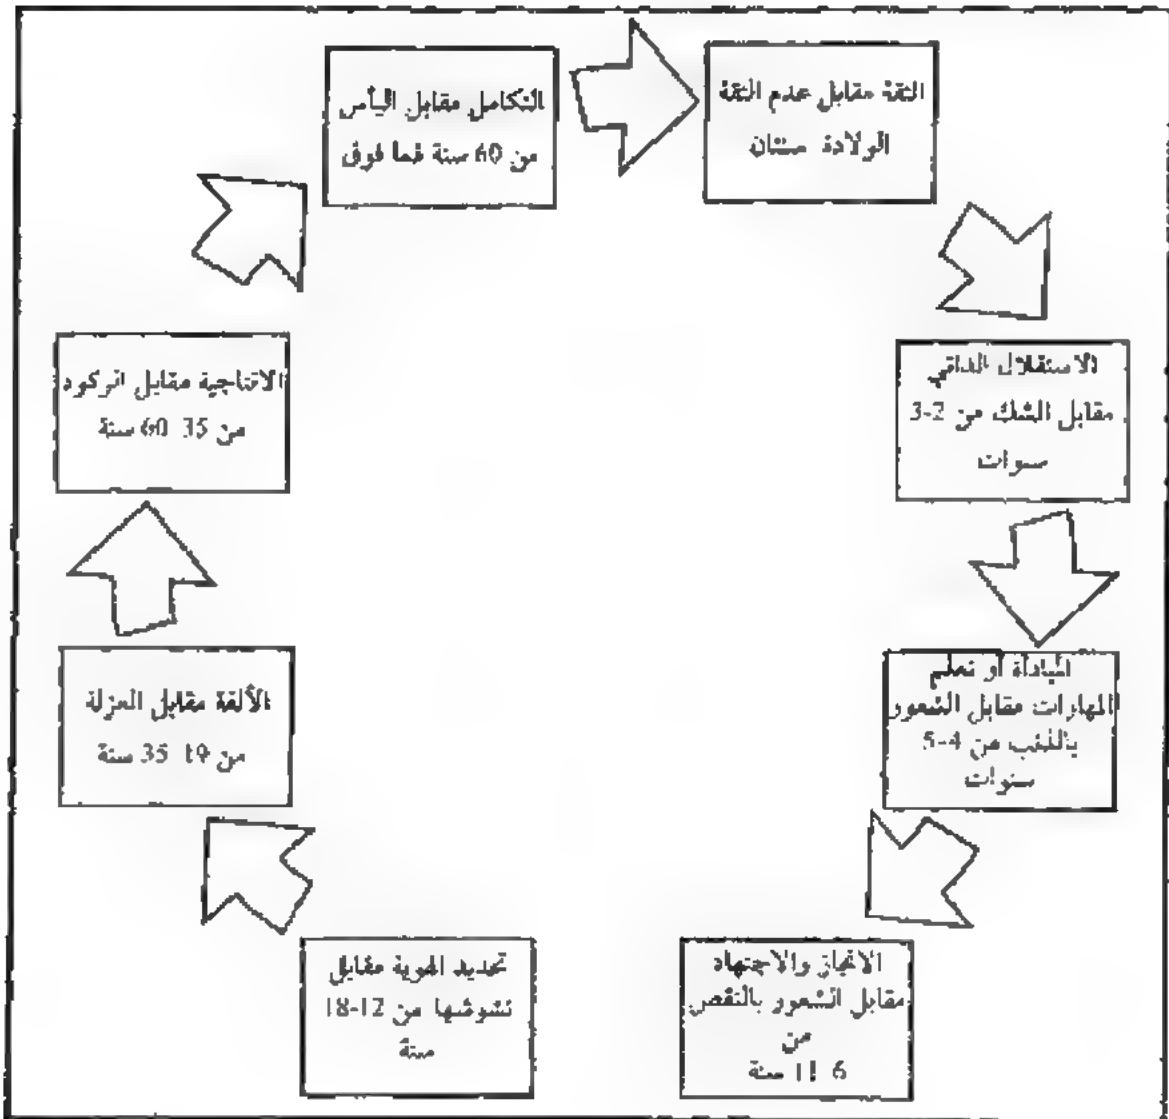 الثقة مقابل عدم الثقة
الولادة سنتان
الاستقلال الذاتي
مقابل الشك من 2-3
سنوات
المبادأة أو تعلم
المهارات مقابل الشعور
بالذنب من 4-5
سنوات
الانجاز والاجتهاد
مقابل الشعور بالنقص
من
6 11 سنة
تحديد الهوية مقابل
تشوشها من 12-18
سنة
الألفة مقابل العزلة
من 19 35 سنة
الانتاجية مقابل الركود
من 35 60 سنة
التكامل مقابل اليأس
من 60 سنة فما فوق